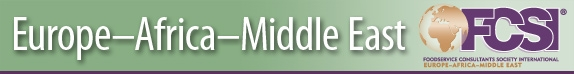 Europe–Africa–Middle East
FCSI®
FOODSERVICE CONSULTANTS SOCIETY INTERNATIONAL
EUROPE–AFRICA–MIDDLE EAST